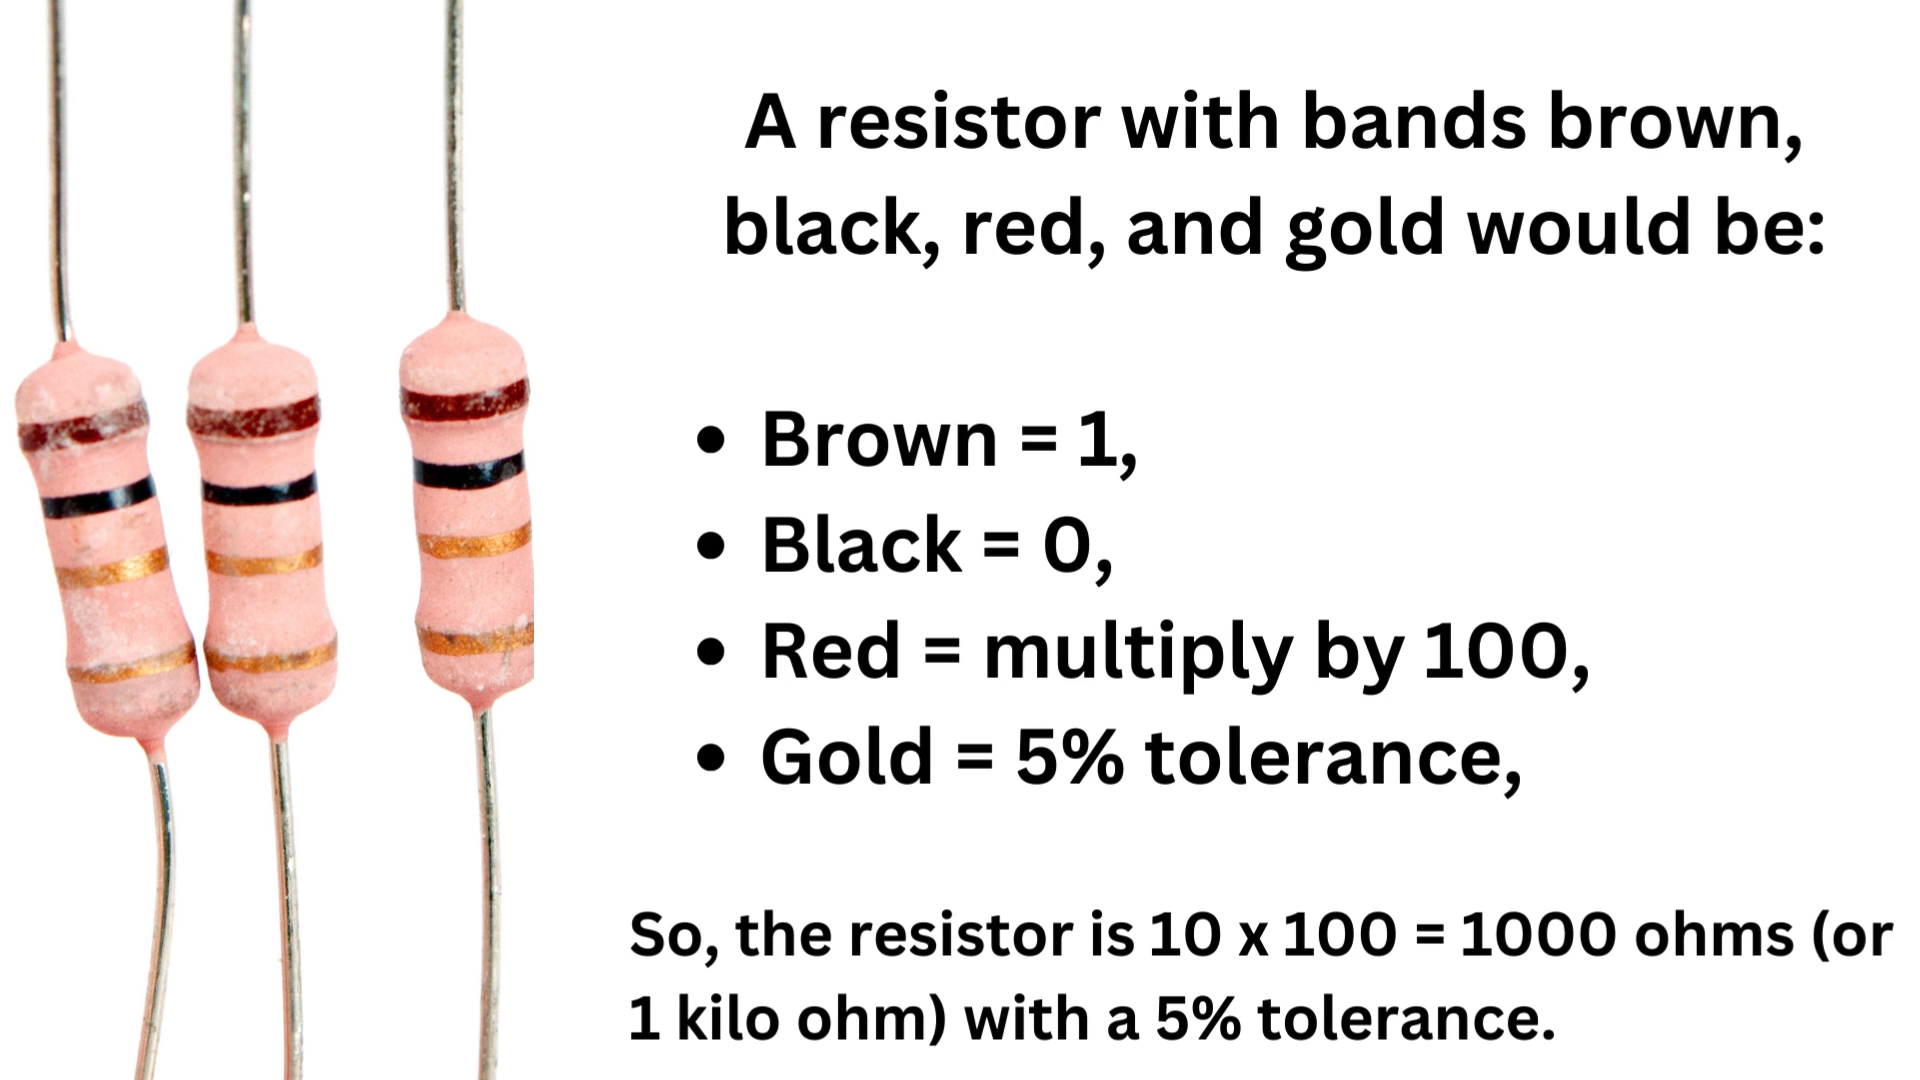 A resistor with bands brown,
black, red, and gold would be:
• Brown = 1,
• Black = 0,
• Red = multiply by 100,
• Gold = 5% tolerance,
So, the resistor is 10 x 100 = 1000 ohms (or
1 kilo ohm) with a 5% tolerance.